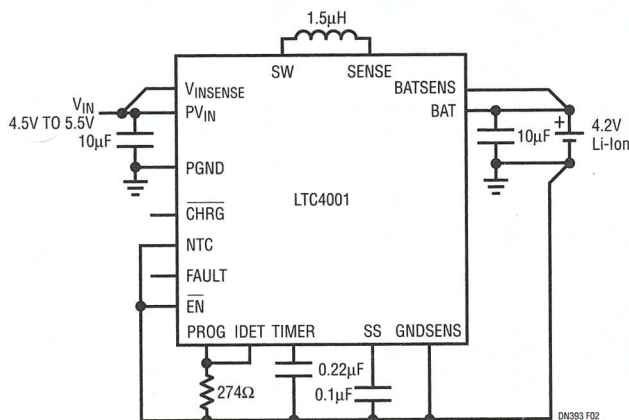 1.5µH
SW
SENSE
VINSENSE
BATSENS
VIN
4.5V TO 5.5V
PVIN
BAT
10µF
10µF
+
4.2V
Li-Ion
PGND
LTC4001
CHRG
NTC
FAULT
EN
PROG
IDET
TIMER
SS
GNDSENS
0.22µF
274Ω
0.1µF
DN393 F02